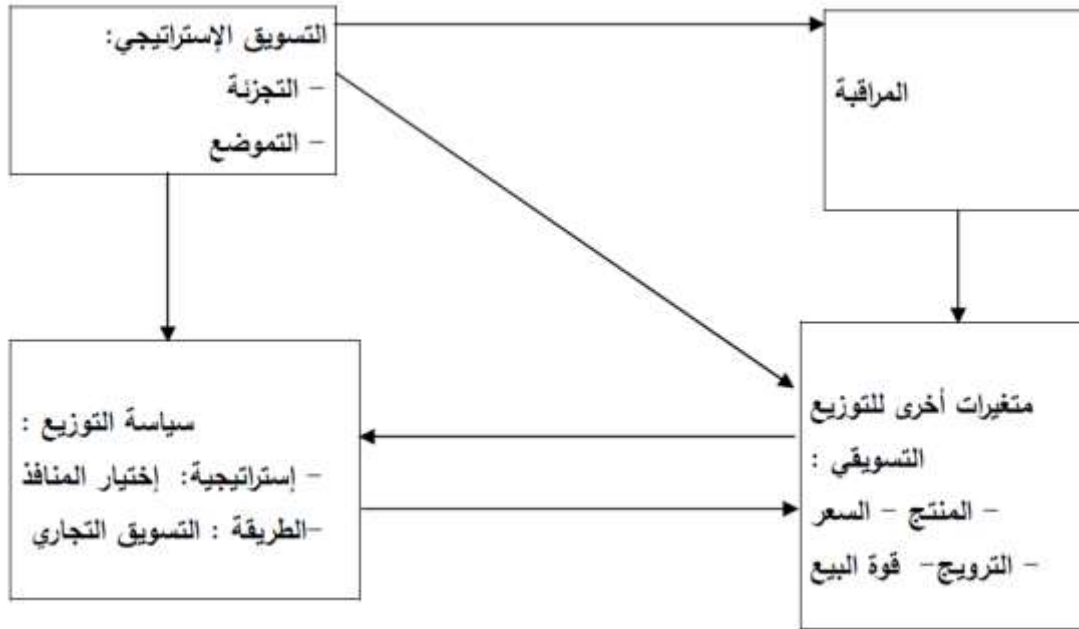 التسويق الإستراتيجي:
- التجزئة
- التموضع
المراقبة
سياسة التوزيع :
- إستراتيجية: إختيار المنافذ
-الطريقة : التسويق التجاري
متغيرات أخرى للتوزيع
التسويقي :
- المنتج - السعر
- الترويج- قوة البيع